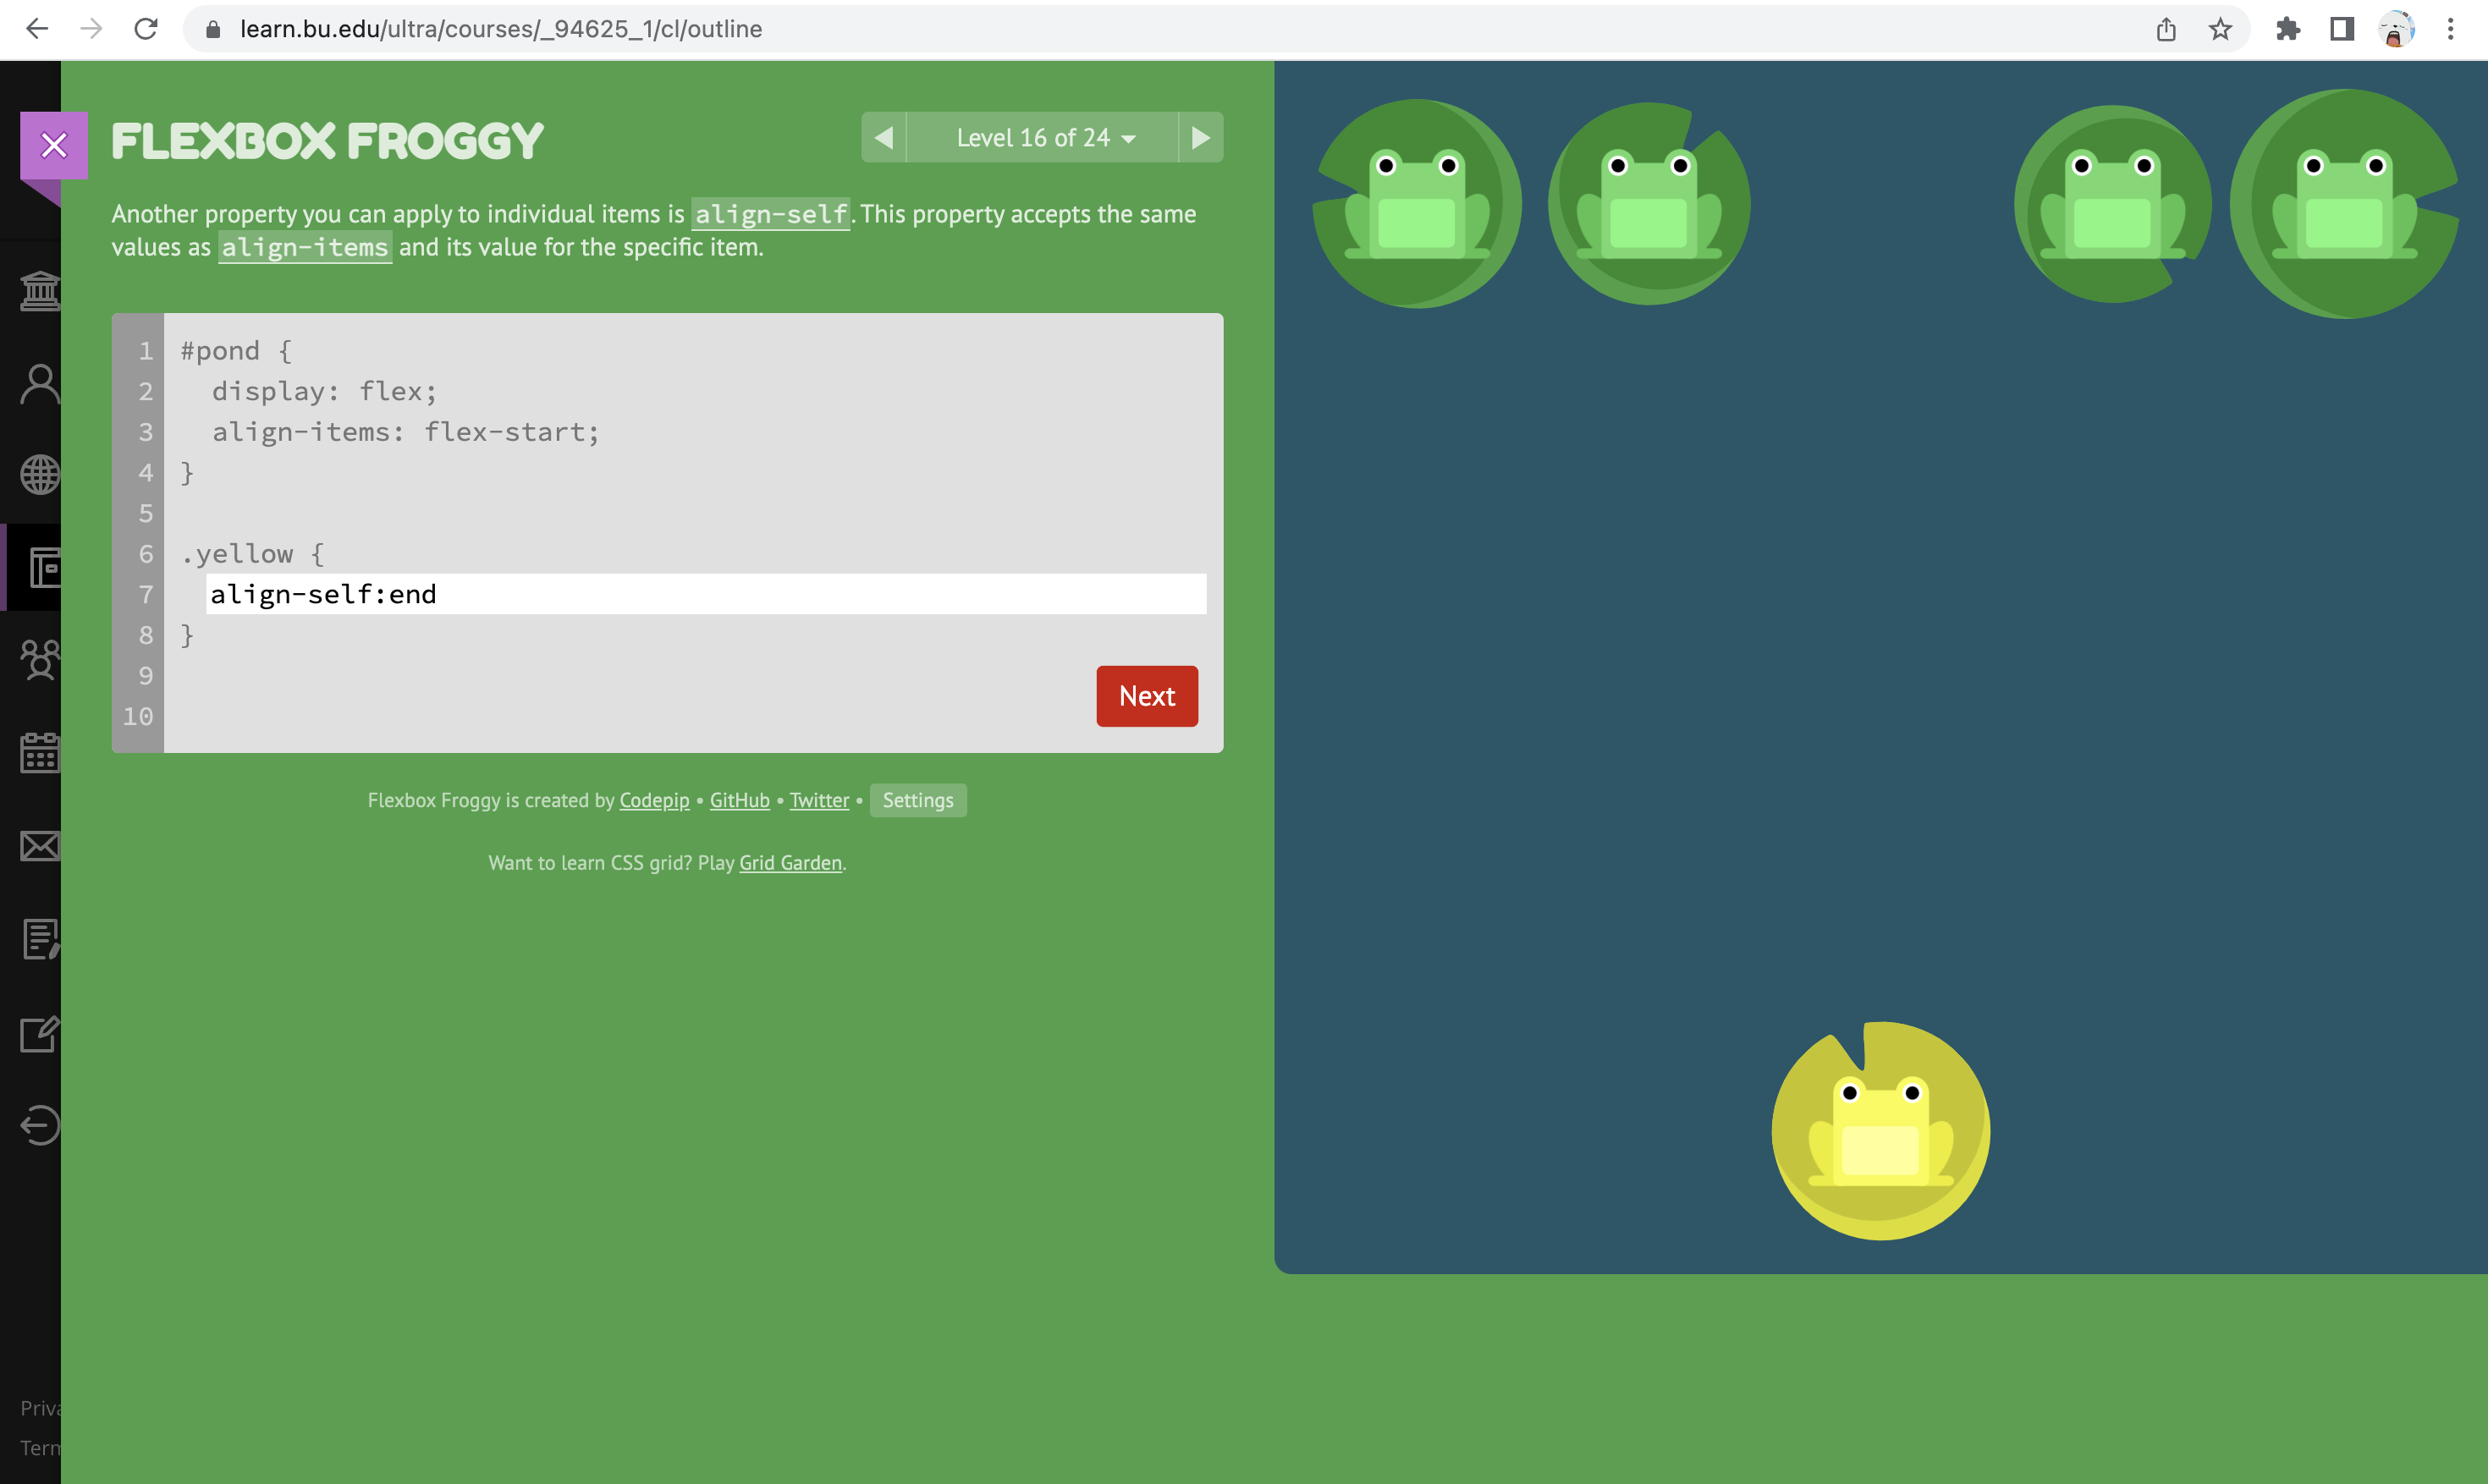 learn.bu.edu/ultra/courses/_94625_1/cl/outline
FLEXBOX FROGGY
Level 16 of 24
Another property you can apply to individual items is align-self. This property accepts the same
values as align-items and its value for the specific item.
1 #pond {
2 display: flex;
3 align-items: flex-start;
4 }
5
6 .yellow {
7 align-self:end
8 }
9
10
Next
Flexbox Froggy is created by Codepip • GitHub • Twitter • Settings
Want to learn CSS grid? Play Grid Garden.
Priva
Term